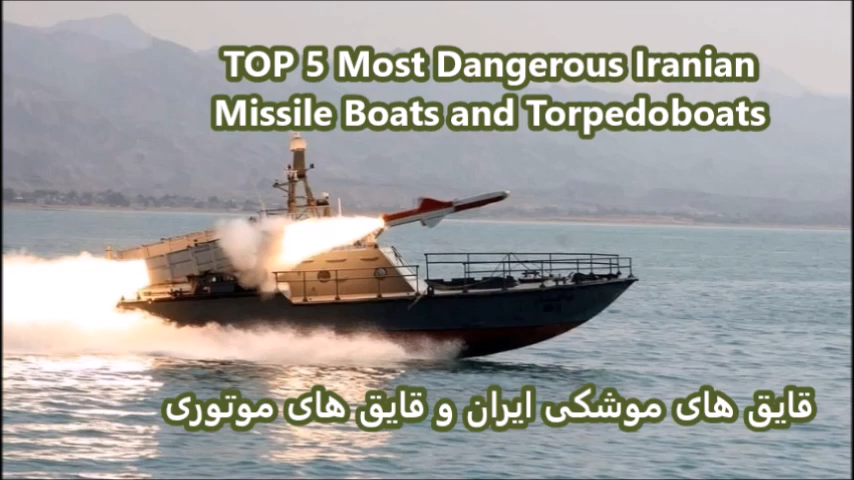 TOP 5 Most Dangerous Iranian
Missile Boats and Torpedoboats
قایق های موشکی ایران و قایق های موتوری